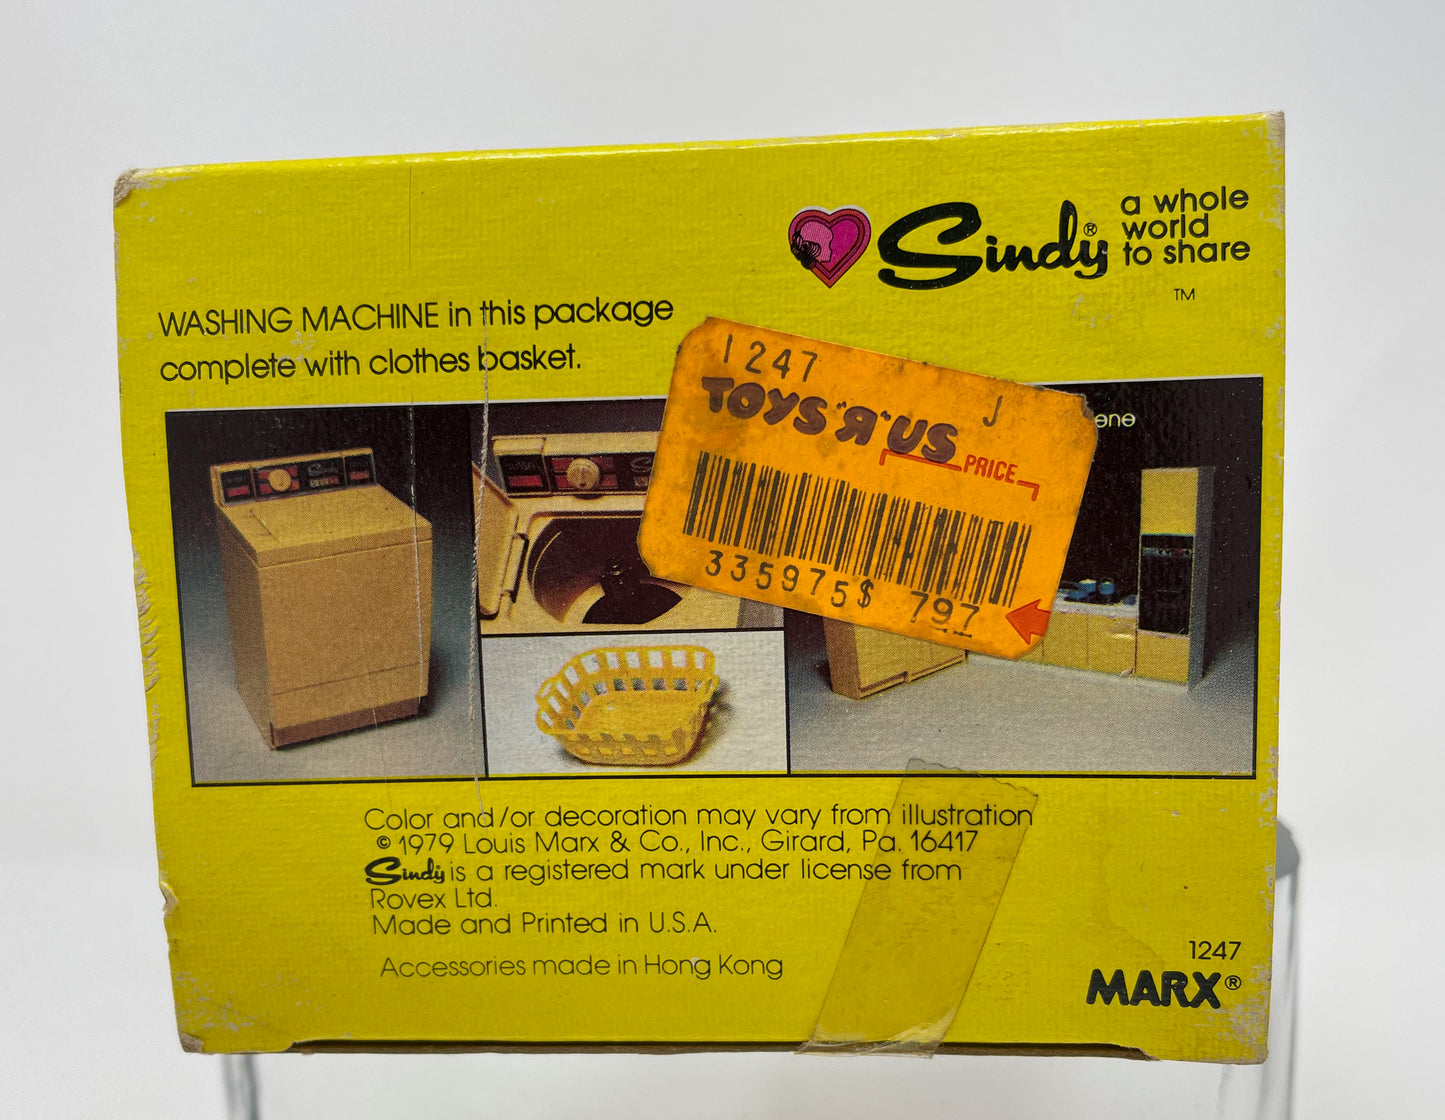 Sindy® a whole
world
to share
TM
WASHING MACHINE in this package
complete with clothes basket.
1247
J
TOYS "R" US
PRICE
335975$ 797
Sindy
Color and/or decoration may vary from illustration
© 1979 Louis Marx & Co., Inc., Girard, Pa. 16417
Sindy is a registered mark under license from
Rovex Ltd.
Made and Printed in U.S.A.
Accessories made in Hong Kong
1247
MARX®